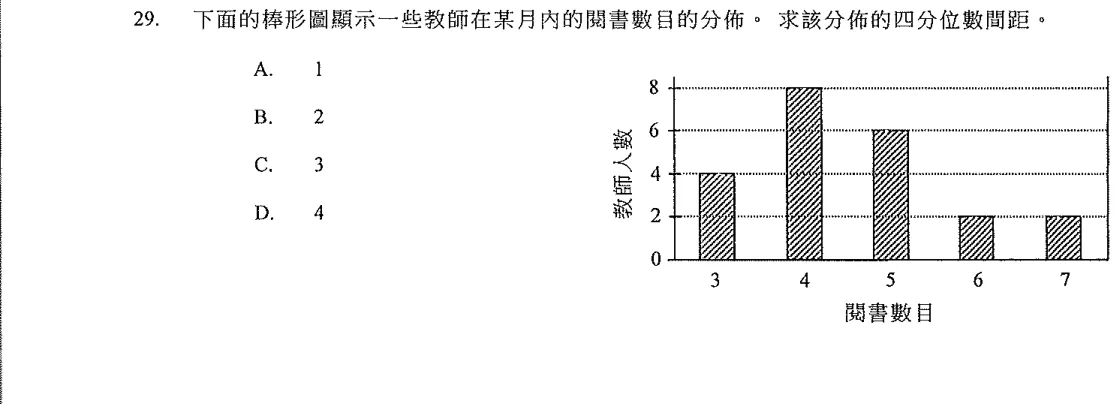 29. 下面的棒形圖顯示一些教師在某月內的閱書數目的分佈。 求該分佈的四分位數間距。
A. 1
B. 2
C. 3
D. 4
教師人數
8
6
4
2
0
3 4 5 6 7
閱書數目